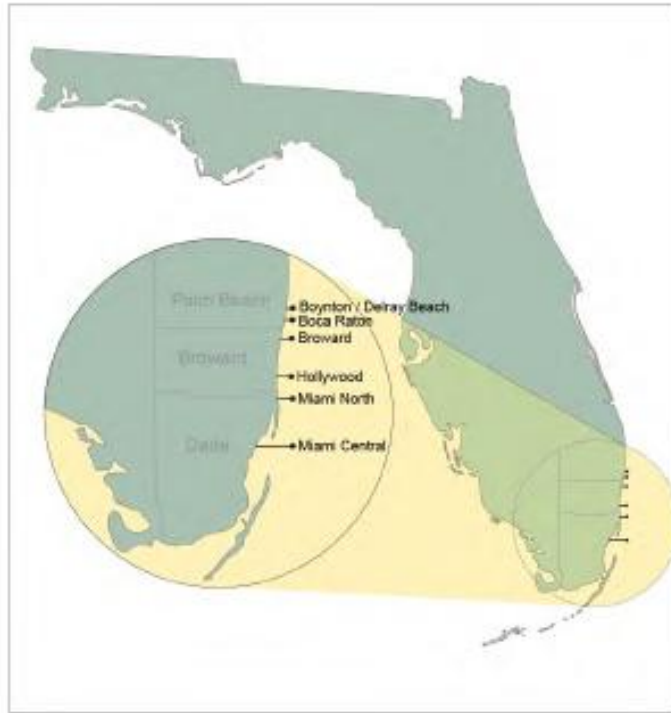 Palm Beach
Boynton / Delray Beach
Boca Raton
Broward
Broward
Hollywood
Miami North
Dade
Miami Central